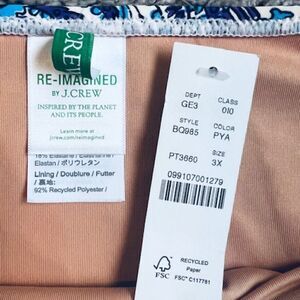 CREW
RE-IMAGINED
BY J.CREW
INSPIRED BY THE PLANET
AND ITS PEOPLE.
Learn more at
jcrew.com/reimagined
Elastan / ポリウレタン
Lining / Doublure / Futter
/ 裏地:
92% Recycled Polyester /
DEPT CLASS
GE3 010
STYLE COLOR
BQ985 PYA
SIZE
PT3660 3X
099107001279
RECYCLED
Paper
FSC
FSC® C117781